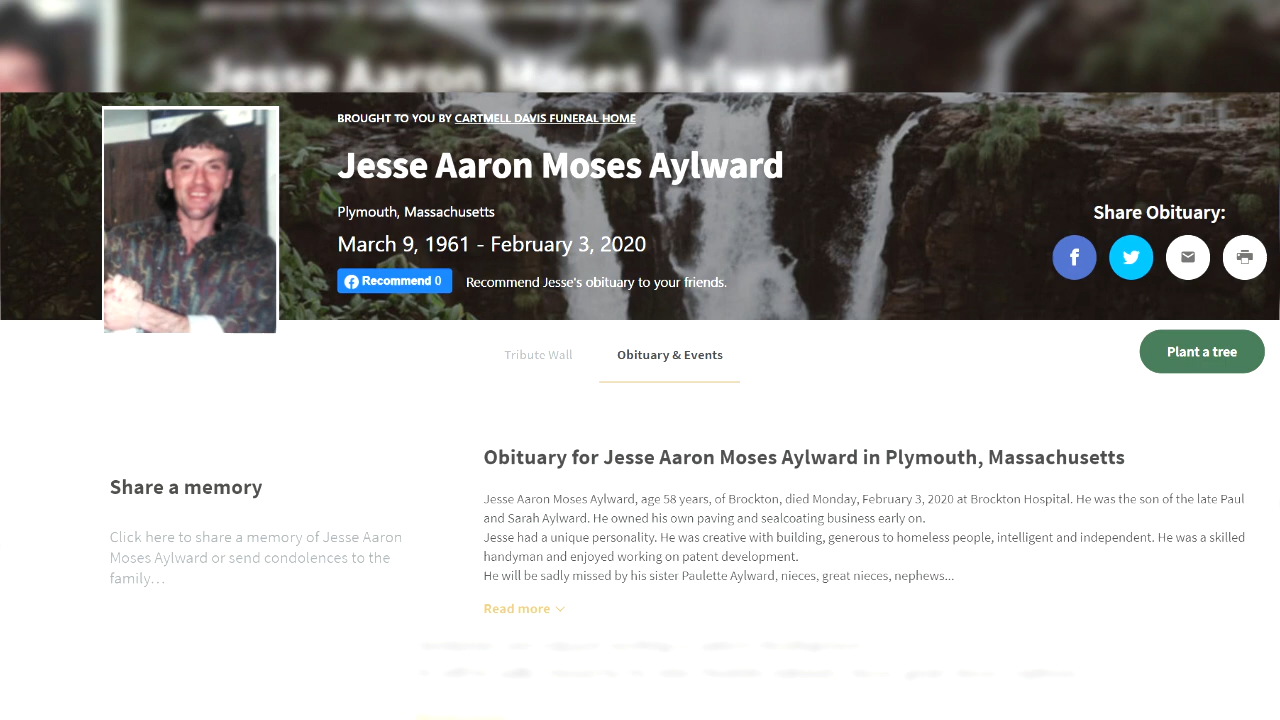 Jesse Aaron Moses Aylward
BROUGHT TO YOU BY CARTMELL DAVIS FUNERAL HOME
Jesse Aaron Moses Aylward
Plymouth, Massachusetts
March 9, 1961 - February 3, 2020
Recommend 0
Recommend Jesse's obituary to your friends.
Share Obituary:
Tribute Wall
Obituary & Events
Plant a tree
Share a memory
Click here to share a memory of Jesse Aaron
Moses Aylward or send condolences to the
family…
Obituary for Jesse Aaron Moses Aylward in Plymouth, Massachusetts
Jesse Aaron Moses Aylward, age 58 years, of Brockton, died Monday, February 3, 2020 at Brockton Hospital. He was the son of the late Paul
and Sarah Aylward. He owned his own paving and sealcoating business early on.
Jesse had a unique personality. He was creative with building, generous to homeless people, intelligent and independent. He was a skilled
handyman and enjoyed working on patent development.
He will be sadly missed by his sister Paulette Aylward, nieces, great nieces, nephews...
Read more